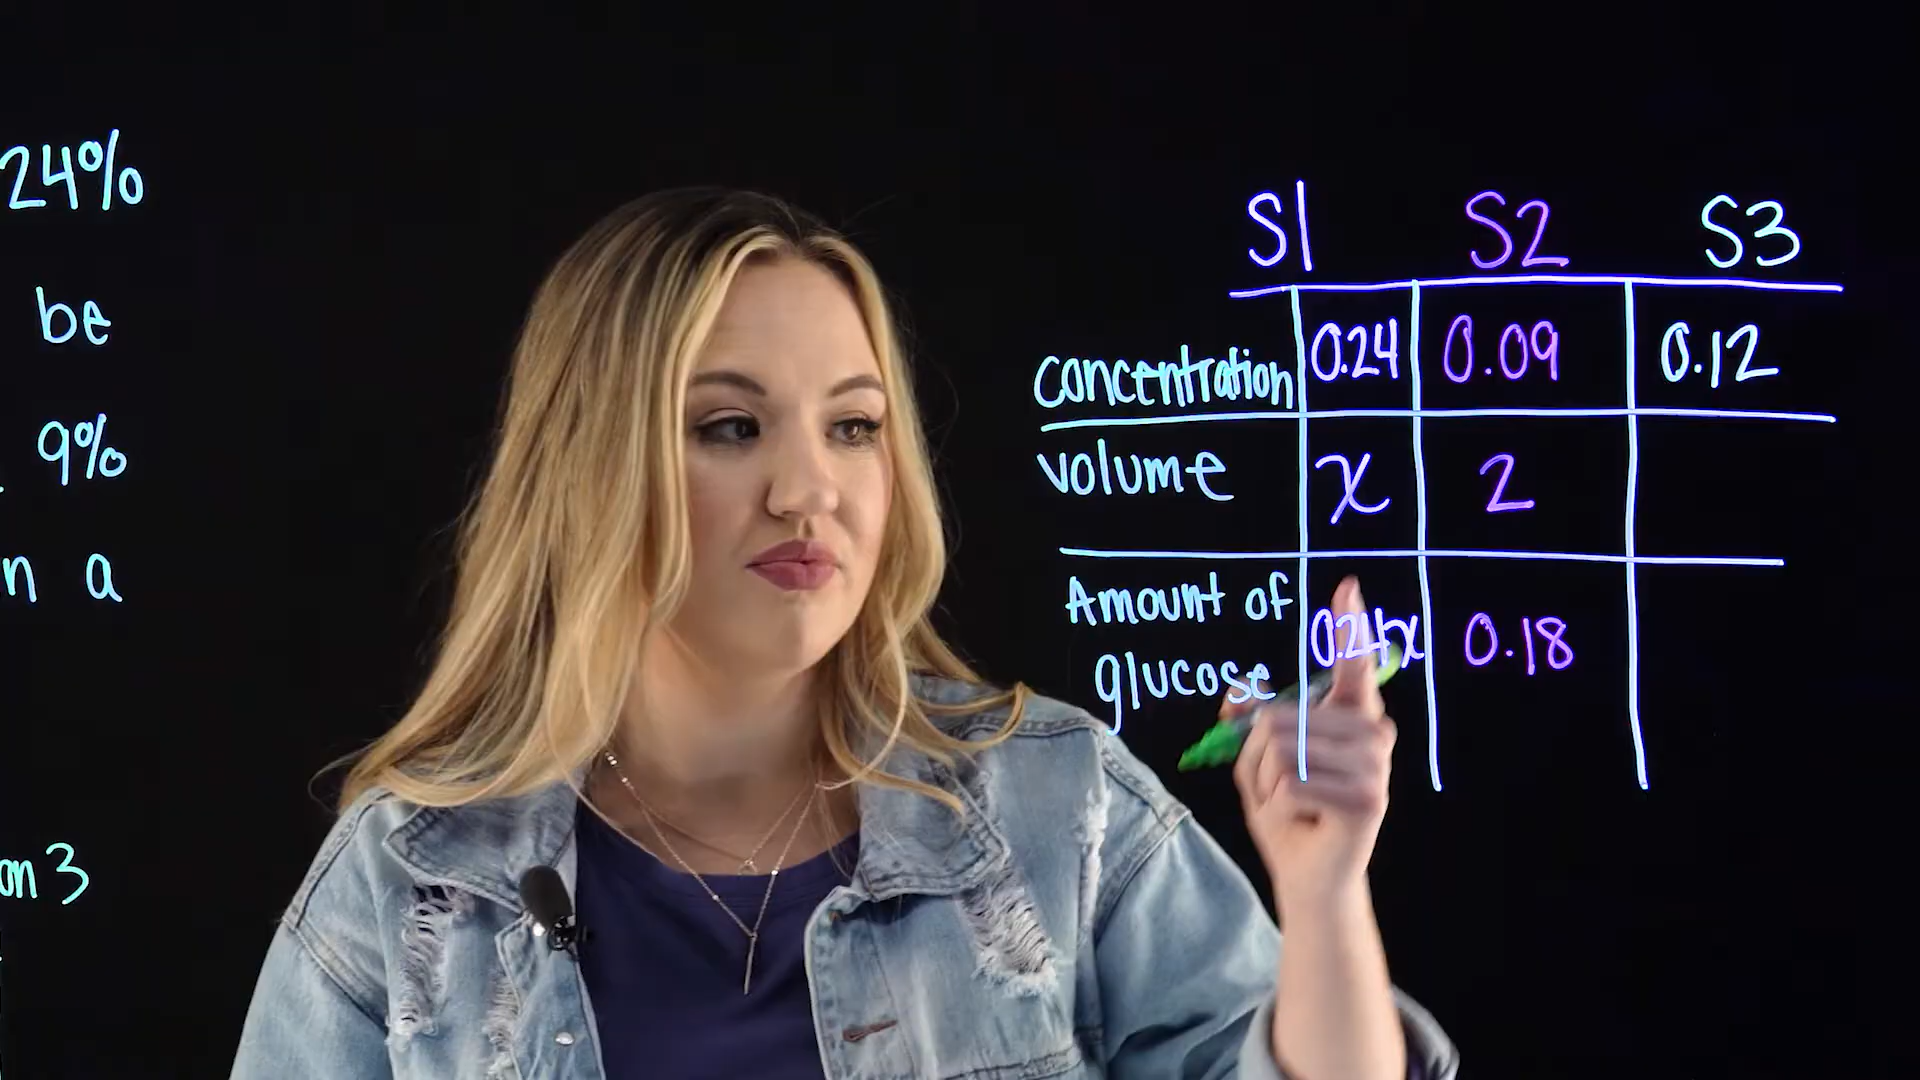 24%
be
9%
n a
on 3
S1 S2 S3
concentration 0.24 0.09 0.12
volume x 2
Amount of
glucose 0.24x 0.18